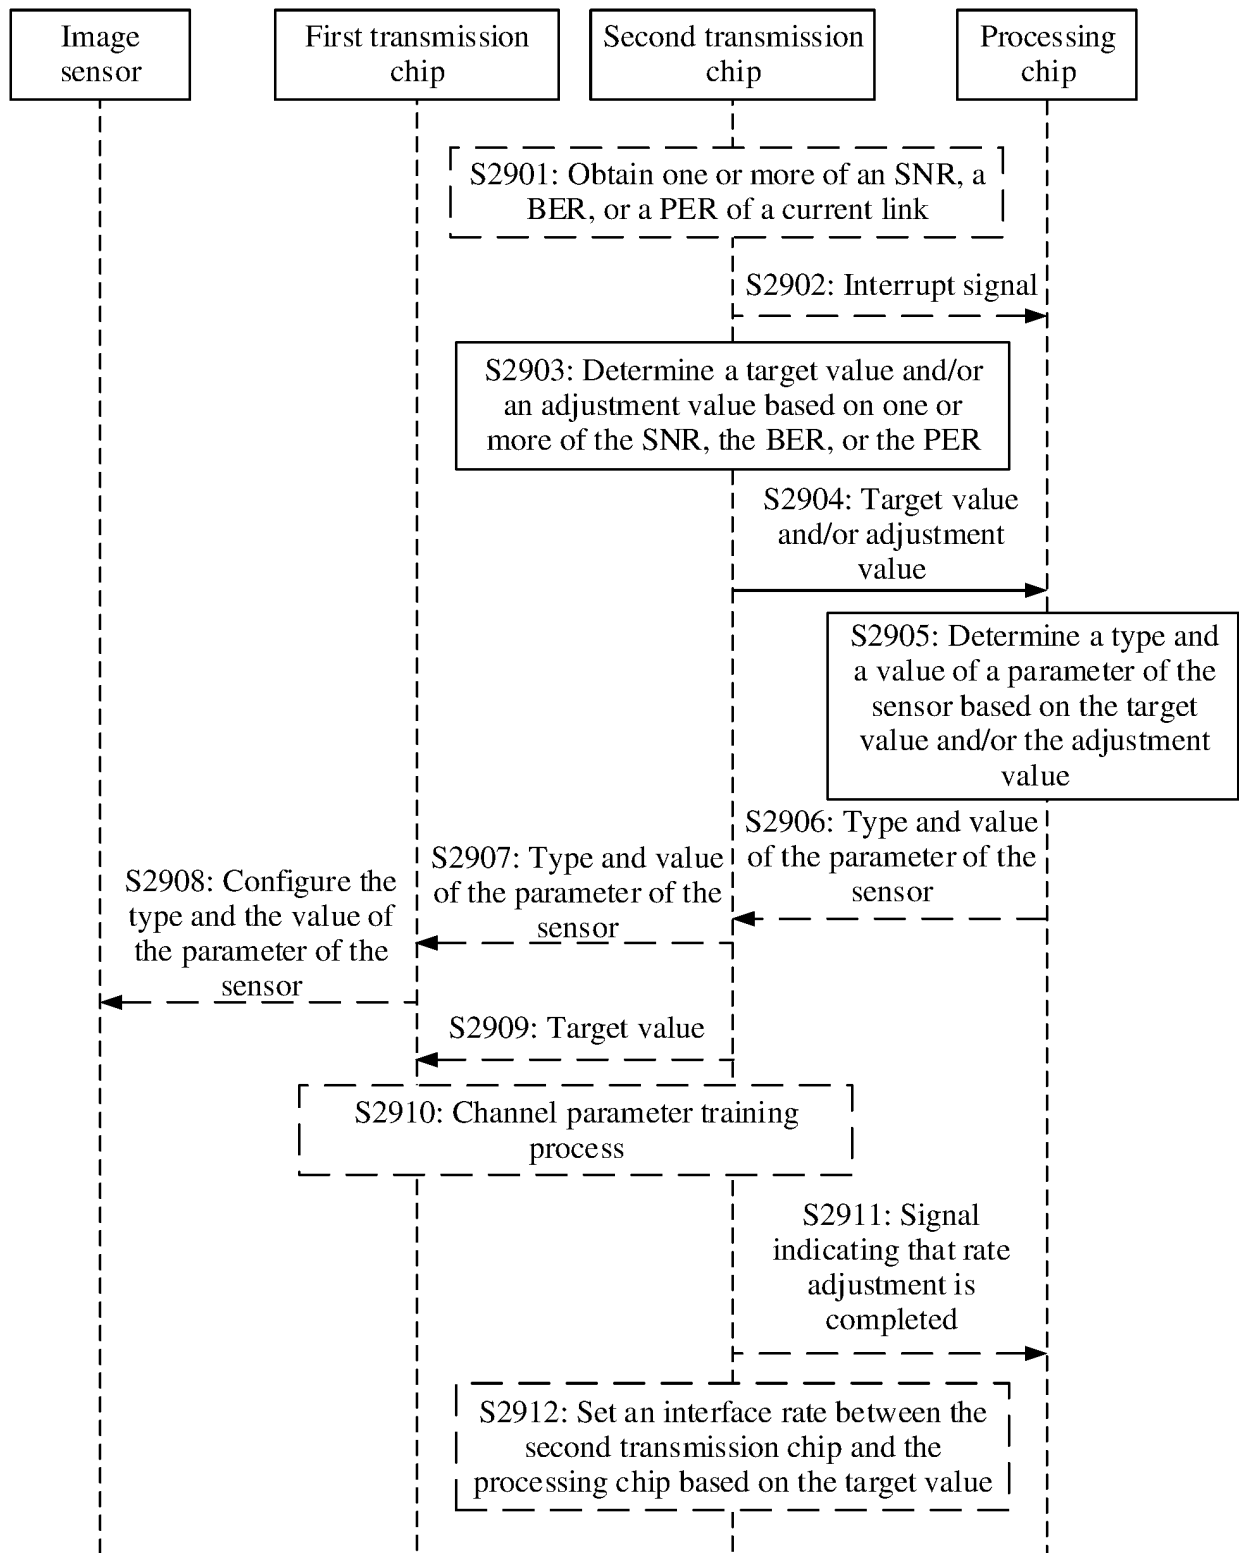 Image
sensor
First transmission
chip
Second transmission
chip
Processing
chip
S2901: Obtain one or more of an SNR, a
BER, or a PER of a current link
S2902: Interrupt signal
S2903: Determine a target value and/or
an adjustment value based on one or
more of the SNR, the BER, or the PER
S2904: Target value
and/or adjustment
value
S2905: Determine a type and
a value of a parameter of the
sensor based on the target
value and/or the adjustment
value
S2906: Type and value
of the parameter of the
sensor
S2907: Type and value
of the parameter of the
sensor
S2908: Configure the
type and the value of
the parameter of the
sensor
S2909: Target value
S2910: Channel parameter training
process
S2911: Signal
indicating that rate
adjustment is
completed
S2912: Set an interface rate between the
second transmission chip and the
processing chip based on the target value